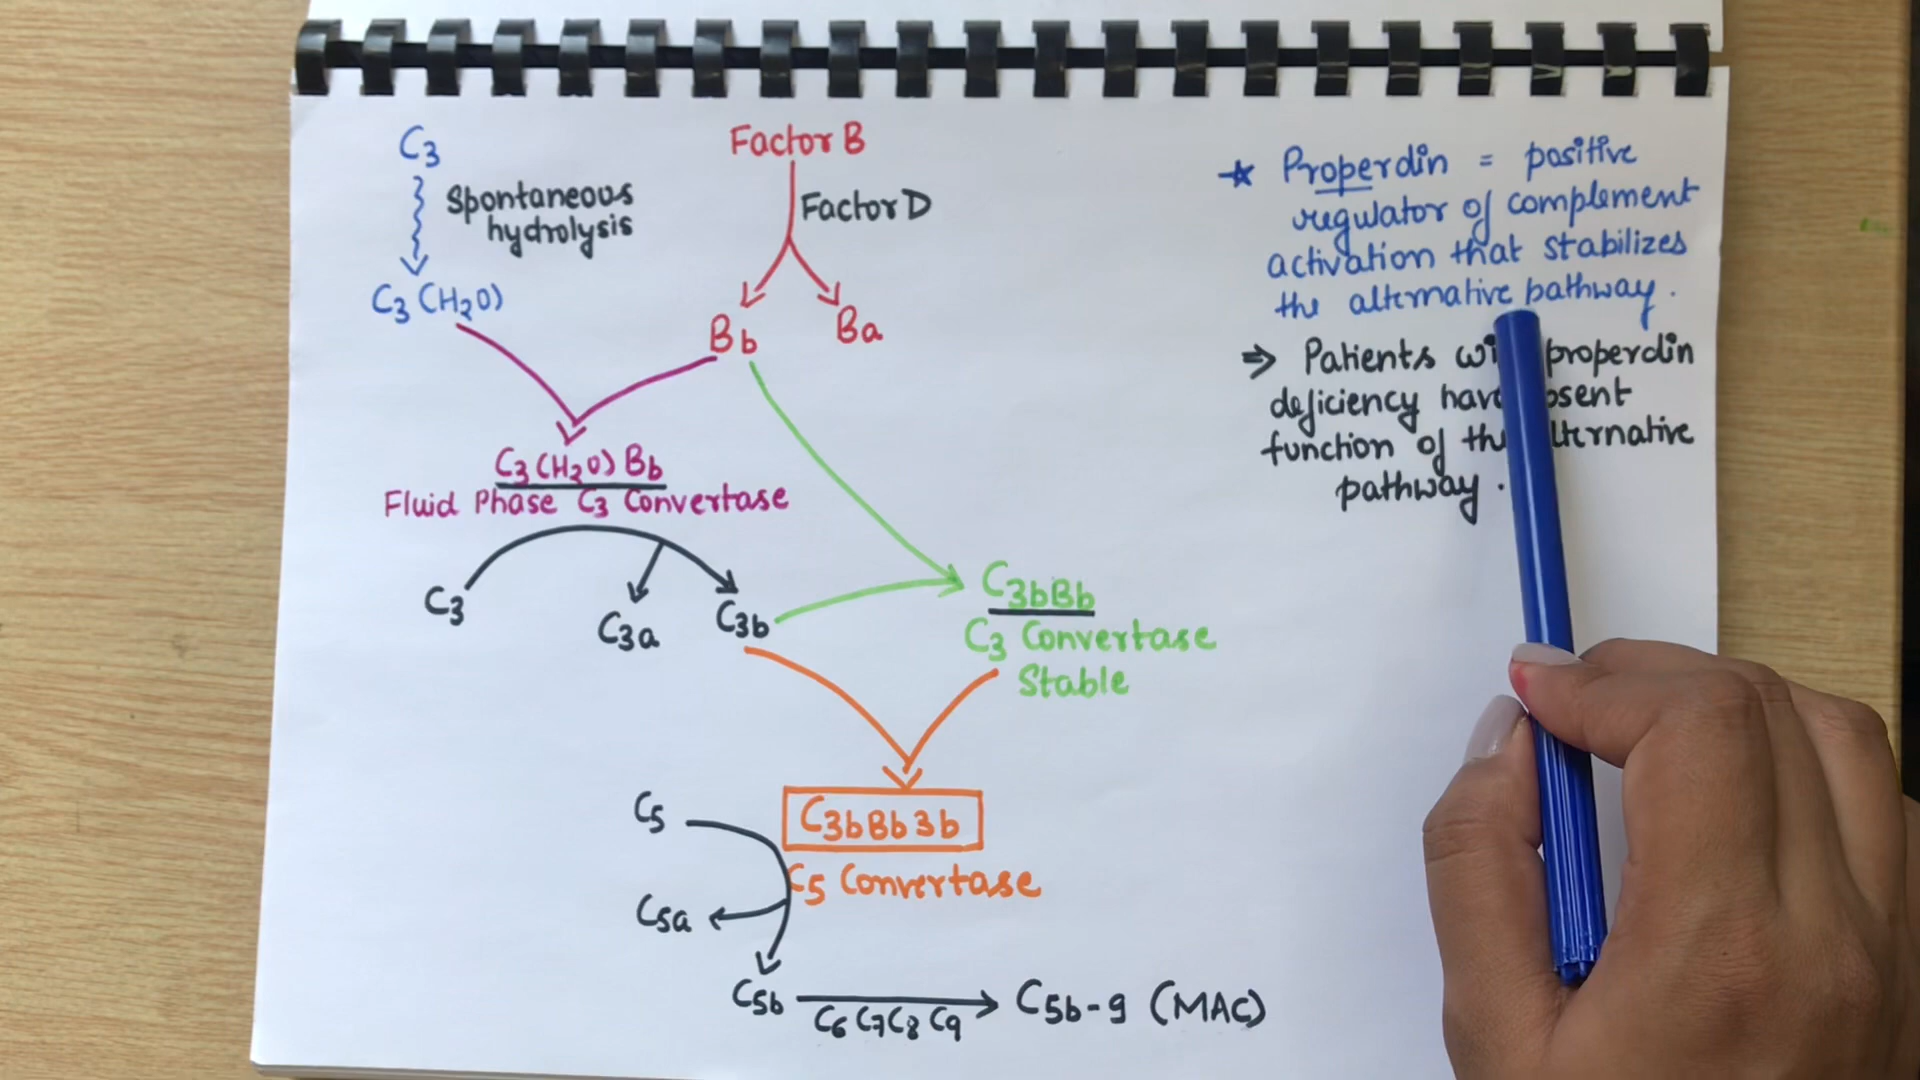 C3
Spontaneous
hydrolysis
C3 (H2O)
Factor B
Factor D
Bb
Ba
C3(H2O) Bb
Fluid Phase C3 Convertase
C3
C3a
C3b
C3bBb
C3 Convertase
Stable
C3bBb3b
C5 Convertase
C5
C5a
C5b
C6 C7 C8 C9
C5b-9 (MAC)
★ Properdin = positive
regulator of complement
activation that stabilizes
the alternative pathway.
⇒ Patients properdin
deficiency
function of alternative
pathway.